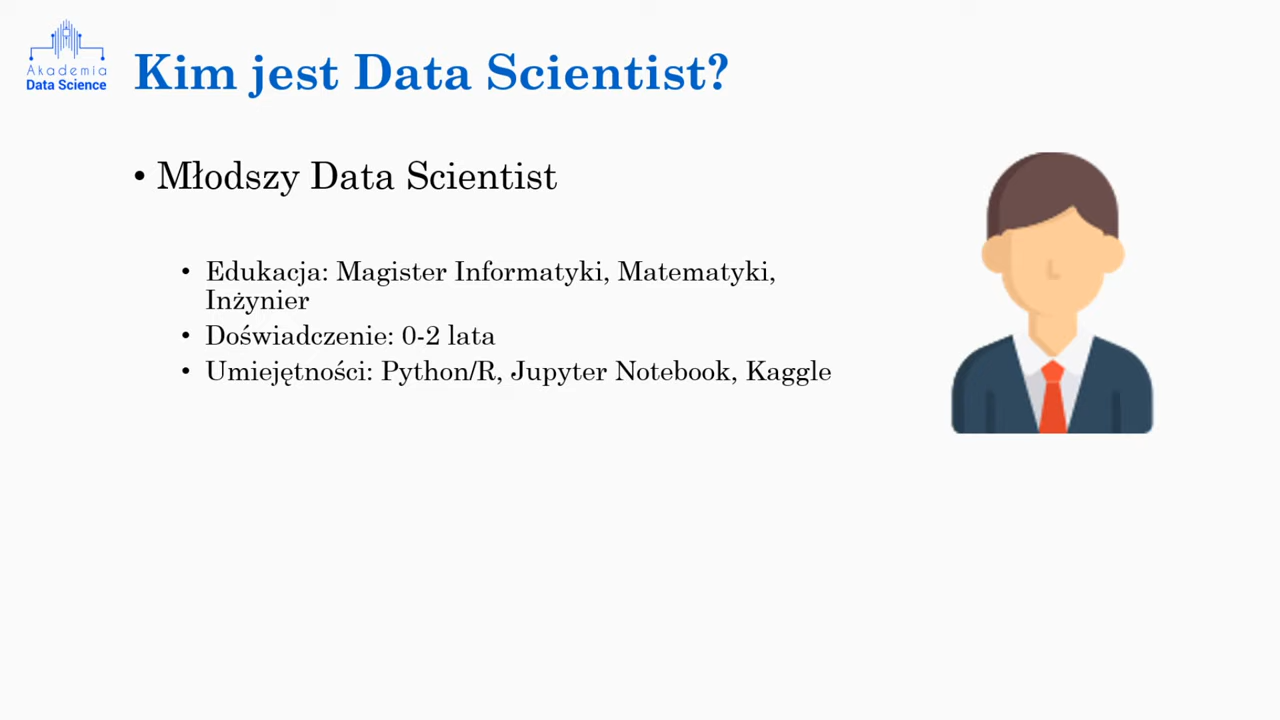 Akademia
Data Science
Kim jest Data Scientist?
• Młodszy Data Scientist
• Edukacja: Magister Informatyki, Matematyki,
Inżynier
• Doświadczenie: 0-2 lata
• Umiejętności: Python/R, Jupyter Notebook, Kaggle